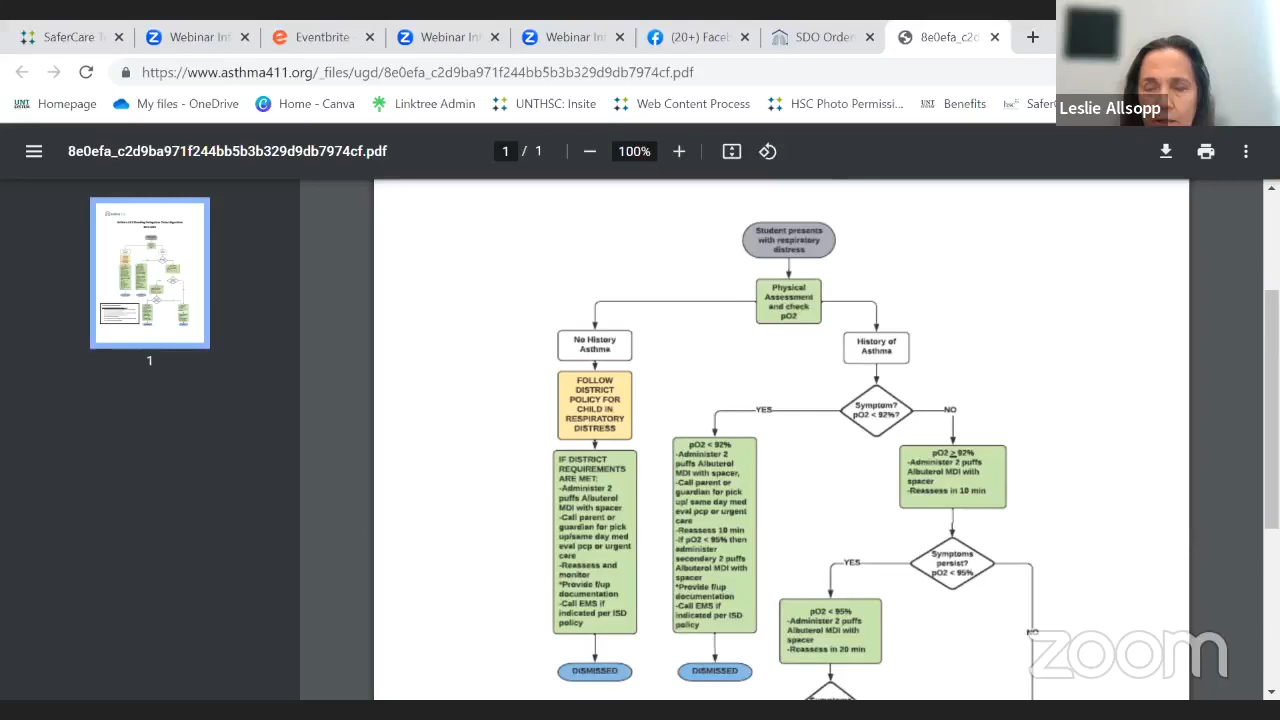 SaferCare T
Webinar Inf
Eventbrite -
Webinar Inf
Webinar Inf
(20+) Faceb
SDO Order
8e0efa_c2d
https://www.asthma411.org/_files/ugd/8e0efa_c2d9ba971f244bb5b3b329d9db7974cf.pdf
UNT
SYSTEM
Homepage
My files - OneDrive
Home - Canva
Linktree Admin
UNTHSC: Insite
Web Content Process
HSC Photo Permissi...
UNT
SYSTEM
Benefits
hsc
Safer
Leslie Allsopp
8e0efa_c2d9ba971f244bb5b3b329d9db7974cf.pdf
1 / 1
100%
1
Student presents
with respiratory
distress
Physical
Assessment
and check
pO2
No History
Asthma
History of
Asthma
FOLLOW
DISTRICT
POLICY FOR
CHILD IN
RESPIRATORY
DISTRESS
Symptom?
pO2 < 92%?
YES
NO
IF DISTRICT
REQUIREMENTS
ARE MET:
-Administer 2
puffs Albuterol
MDI with spacer
-Call parent or
guardian for pick
up/same day med
eval pcp or urgent
care
-Reassess and
monitor
*Provide f/up
documentation
-Call EMS if
indicated per ISD
policy
DISMISSED
pO2 < 92%
-Administer 2
puffs Albuterol
MDI with spacer,
-Call parent or
guardian for pick
up/ same day med
eval pcp or urgent
care
-Reassess 10 min
-If pO2 < 95% then
administer
secondary 2 puffs
Albuterol MDI with
spacer
*Provide f/up
documentation
-Call EMS if
indicated per ISD
policy
DISMISSED
pO2 ≥ 92%
-Administer 2 puffs
Albuterol MDI with
spacer
-Reassess in 10 min
Symptoms
persist?
pO2 < 95%
YES
NO
pO2 < 95%
-Administer 2 puffs
Albuterol MDI with
spacer
-Reassess in 20 min
zoom